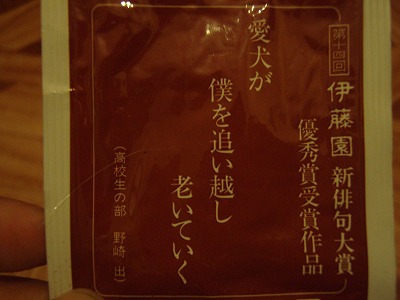 第十四回 伊藤園 新俳句大賞
優秀賞受賞作品
愛犬が
僕を追い越し
老いていく
(高校生の部 野崎 出)